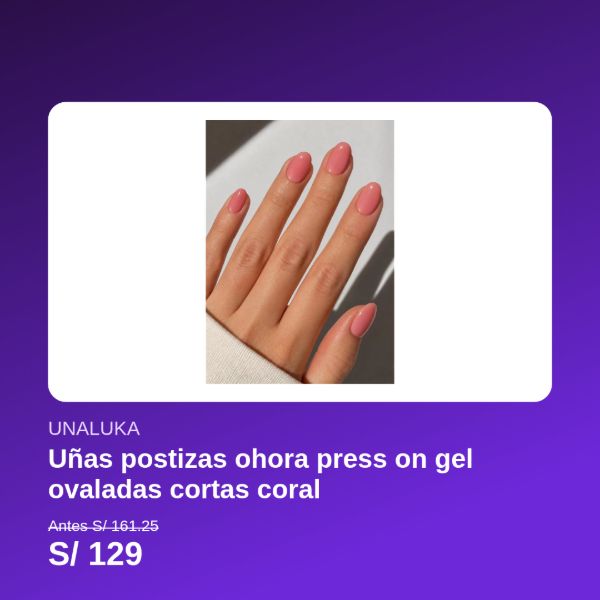 UNALUKA
Uñas postizas ohora press on gel
ovaladas cortas coral
Antes S/ 161.25
S/ 129